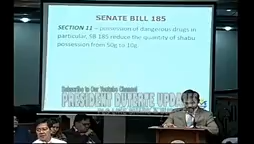 SENATE BILL 185
SECTION 11 – possession of dangerous drugs in
particular, SB 185 reduce the quantity of shabu
possession from 50g to 10g
Subscribe to Our Youtube Channel
PRESIDENT DUTERTE UPDATE